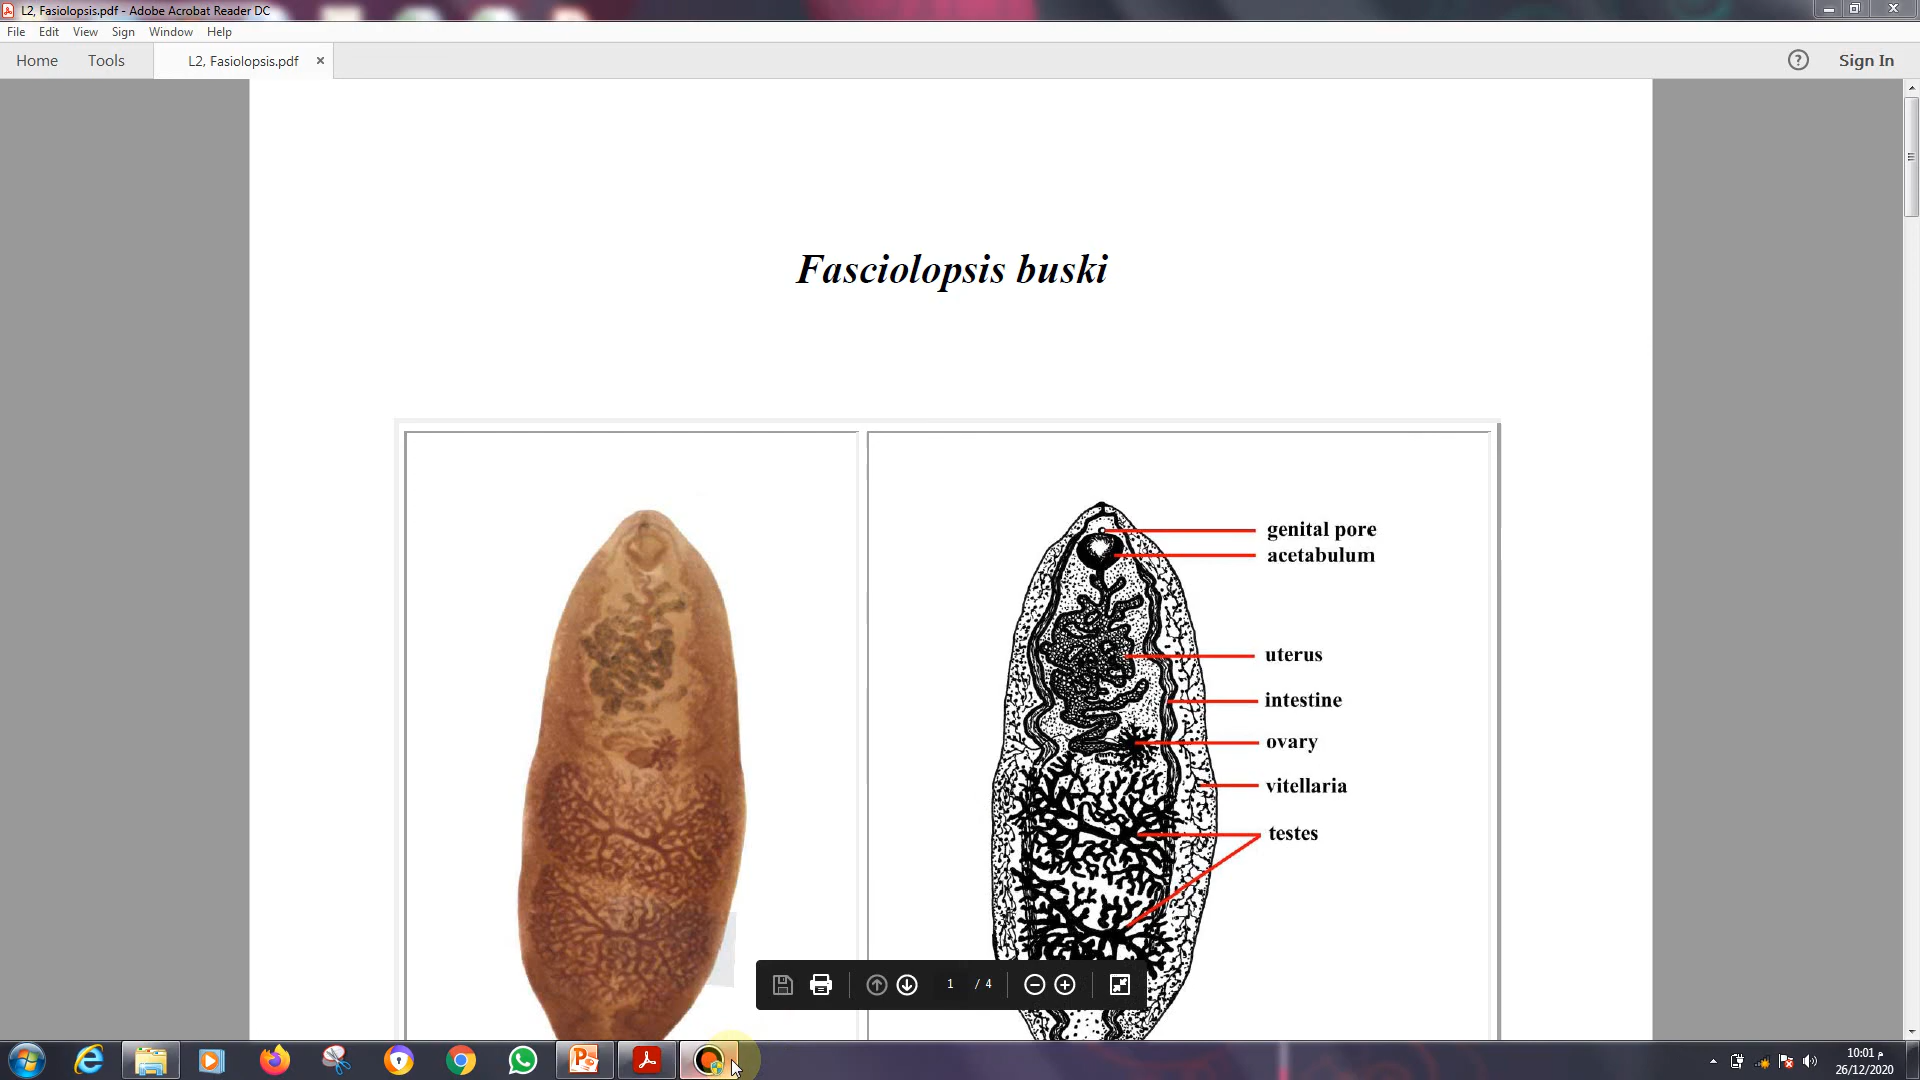 L2, Fasiolopsis.pdf - Adobe Acrobat Reader DC
File Edit View Sign Window Help
Home Tools L2, Fasiolopsis.pdf × ? Sign In
Fasciolopsis buski
genital pore
acetabulum
uterus
intestine
ovary
vitellaria
testes
1 / 4
10:01 م
26/12/2020